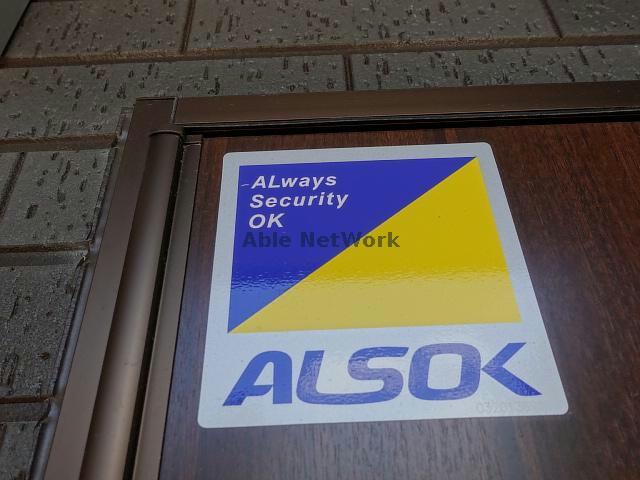 ALways
Security
OK
Able NetWork
ALSOK